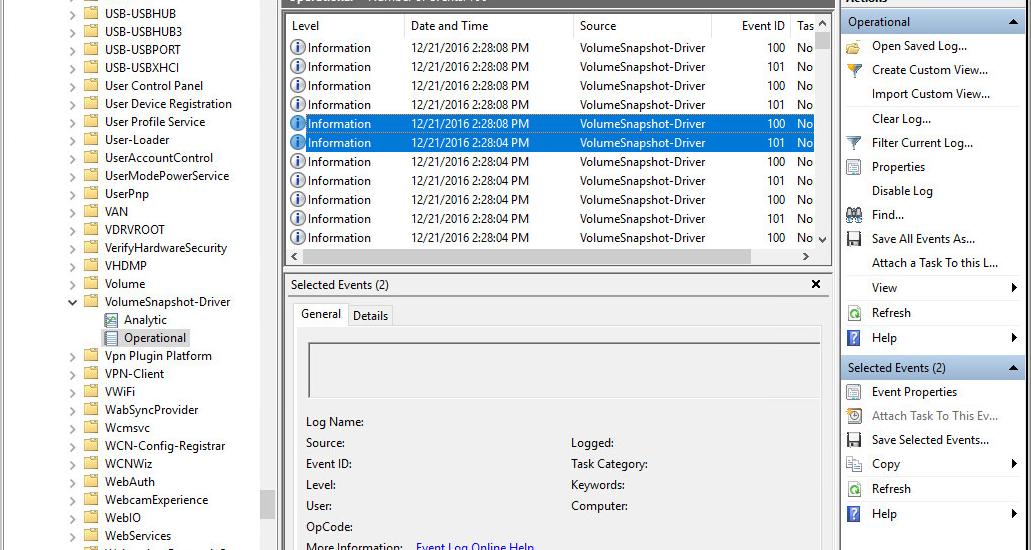 USB-USBHUB
USB-USBHUB3
USB-USBPORT
USB-USBXHCI
User Control Panel
User Device Registration
User Profile Service
User-Loader
UserAccountControl
UserModePowerService
UserPnp
VAN
VDRVROOT
VerifyHardwareSecurity
VHDMP
Volume
VolumeSnapshot-Driver
Analytic
Operational
Vpn Plugin Platform
VPN-Client
VWiFi
WabSyncProvider
Wcmsvc
WCN-Config-Registrar
WCNWiz
WebAuth
WebcamExperience
WebIO
WebServices
Level Date and Time Source Event ID Tas
Information 12/21/2016 2:28:08 PM VolumeSnapshot-Driver 100 No
Information 12/21/2016 2:28:08 PM VolumeSnapshot-Driver 101 No
Information 12/21/2016 2:28:08 PM VolumeSnapshot-Driver 100 No
Information 12/21/2016 2:28:08 PM VolumeSnapshot-Driver 101 No
Information 12/21/2016 2:28:08 PM VolumeSnapshot-Driver 100 No
Information 12/21/2016 2:28:04 PM VolumeSnapshot-Driver 101 No
Information 12/21/2016 2:28:04 PM VolumeSnapshot-Driver 100 No
Information 12/21/2016 2:28:04 PM VolumeSnapshot-Driver 101 No
Information 12/21/2016 2:28:04 PM VolumeSnapshot-Driver 100 No
Information 12/21/2016 2:28:04 PM VolumeSnapshot-Driver 101 No
Information 12/21/2016 2:28:04 PM VolumeSnapshot-Driver 100 No
Selected Events (2)
General Details
Log Name:
Source: Logged:
Event ID: Task Category:
Level: Keywords:
User: Computer:
OpCode:
More Information: Event Log Online Help
Actions
Operational
Open Saved Log...
Create Custom View...
Import Custom View...
Clear Log...
Filter Current Log...
Properties
Disable Log
Find...
Save All Events As...
Attach a Task To this L...
View
Refresh
Help
Selected Events (2)
Event Properties
Attach Task To This Ev...
Save Selected Events...
Copy
Refresh
Help